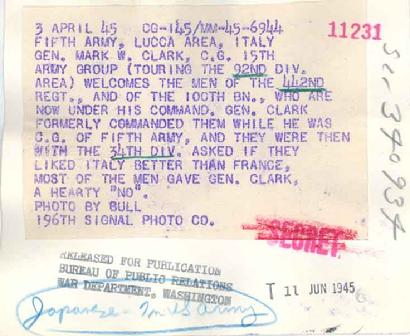 3 APRIL 45 CG-145/MM-45-6944
11231
FIFTH ARMY, LUCCA AREA, ITALY
GEN. MARK W. CLARK, C.G. 15TH
ARMY GROUP (TOURING THE 92ND DIV.
AREA) WELCOMES THE MEN OF THE 442ND
REGT., AND OF THE 100TH BN., WHO ARE
NOW UNDER HIS COMMAND. GEN. CLARK
FORMERLY COMMANDED THEM WHILE HE WAS
C.G. OF FIFTH ARMY, AND THEY WERE THEN
WITH THE 34TH DIV. ASKED IF THEY
LIKED ITALY BETTER THAN FRANCE,
MOST OF THE MEN GAVE GEN. CLARK,
A HEARTY "NO".
PHOTO BY BULL
196TH SIGNAL PHOTO CO.
SECRET
RELEASED FOR PUBLICATION
BUREAU OF PUBLIC RELATIONS
WAR DEPARTMENT, WASHINGTON
T 11 JUN 1945
Japanese - In US Army